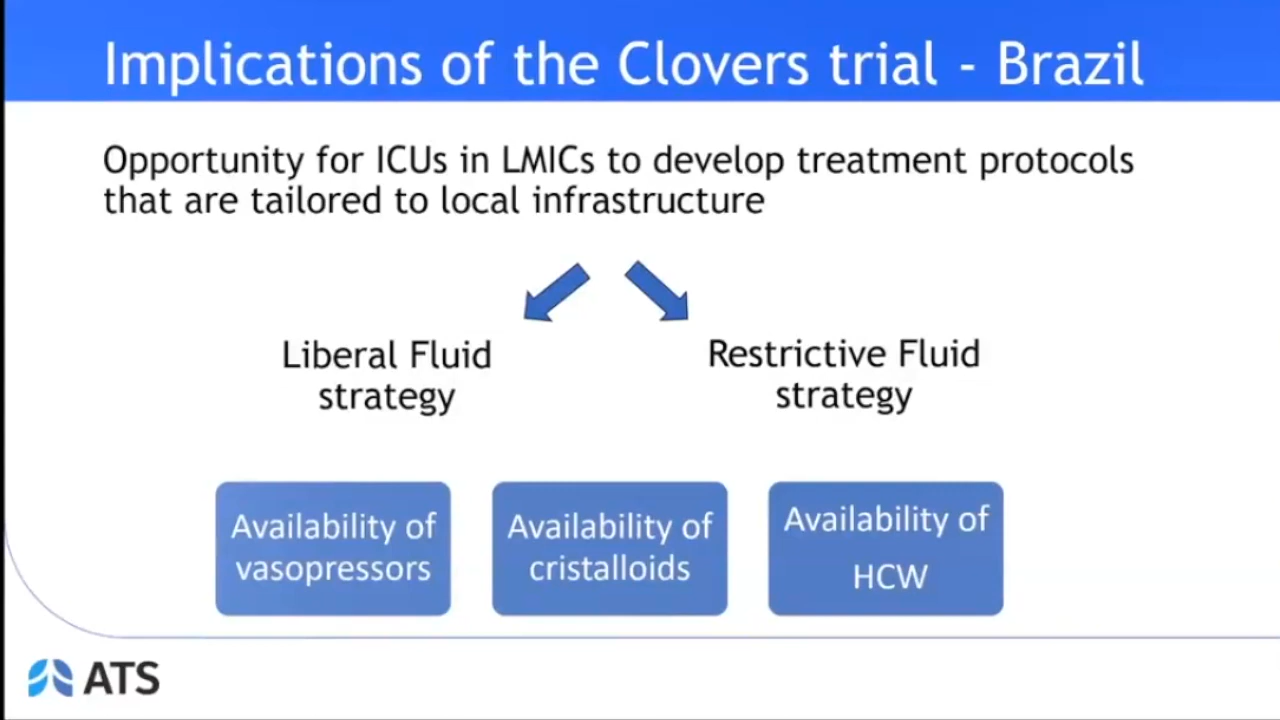 Implications of the Clovers trial - Brazil
Opportunity for ICUs in LMICs to develop treatment protocols
that are tailored to local infrastructure
Liberal Fluid
strategy
Restrictive Fluid
strategy
Availability of
vasopressors
Availability of
cristalloids
Availability of
HCW
ATS